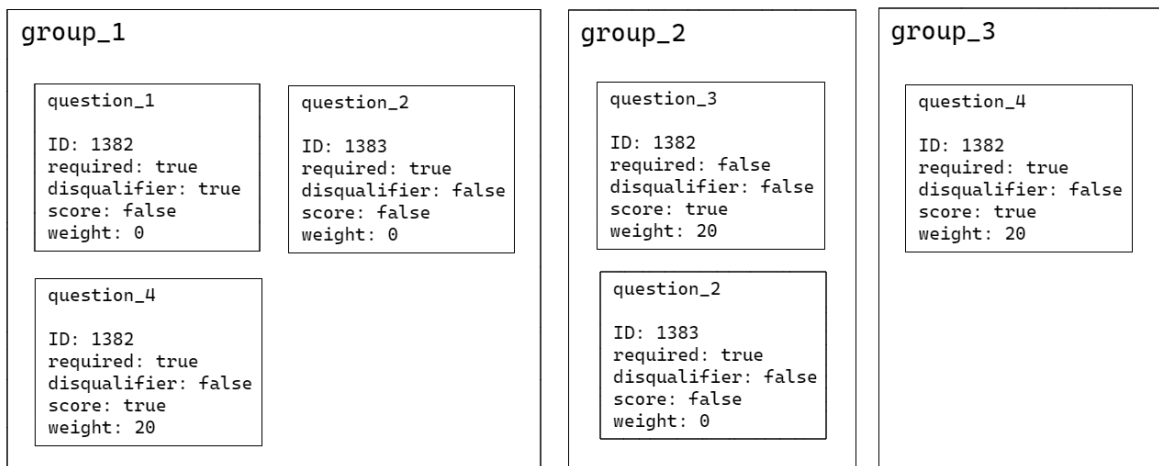 group_1
question_1
ID: 1382
required: true
disqualifier: true
score: false
weight: 0
question_2
ID: 1383
required: true
disqualifier: false
score: false
weight: 0
question_4
ID: 1382
required: true
disqualifier: false
score: true
weight: 20
group_2
question_3
ID: 1382
required: false
disqualifier: false
score: true
weight: 20
question_2
ID: 1383
required: true
disqualifier: false
score: false
weight: 0
group_3
question_4
ID: 1382
required: true
disqualifier: false
score: true
weight: 20